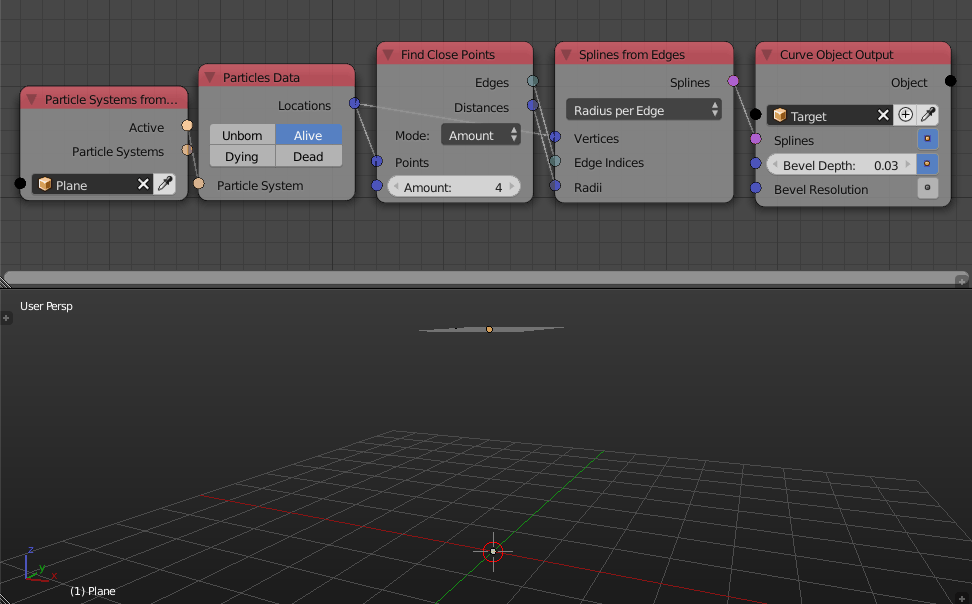 Particle Systems from...
Active
Particle Systems
Plane
Particles Data
Locations
Unborn Alive
Dying Dead
Particle System
Find Close Points
Edges
Distances
Mode: Amount
Points
Amount: 4
Splines from Edges
Splines
Radius per Edge
Vertices
Edge Indices
Radii
Curve Object Output
Object
Target
Splines
Bevel Depth: 0.03
Bevel Resolution
User Persp
z
y
x
(1) Plane